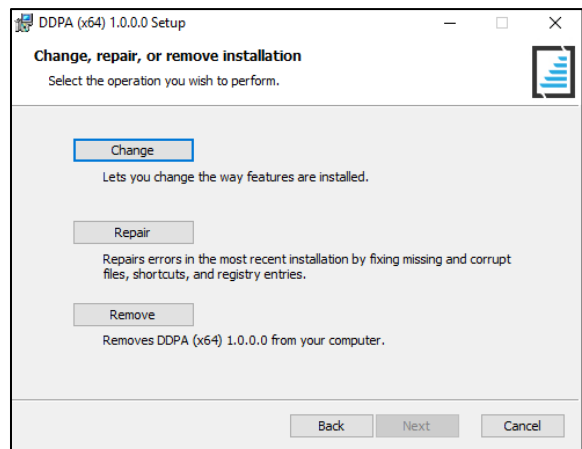 DDPA (x64) 1.0.0.0 Setup
Change, repair, or remove installation
Select the operation you wish to perform.
Change
Lets you change the way features are installed.
Repair
Repairs errors in the most recent installation by fixing missing and corrupt
files, shortcuts, and registry entries.
Remove
Removes DDPA (x64) 1.0.0.0 from your computer.
Back Next Cancel